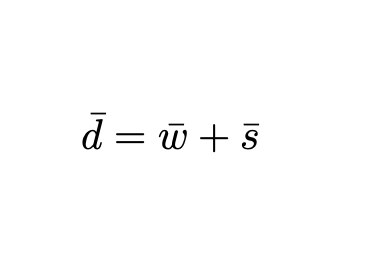 d̄ = w̄ + s̄